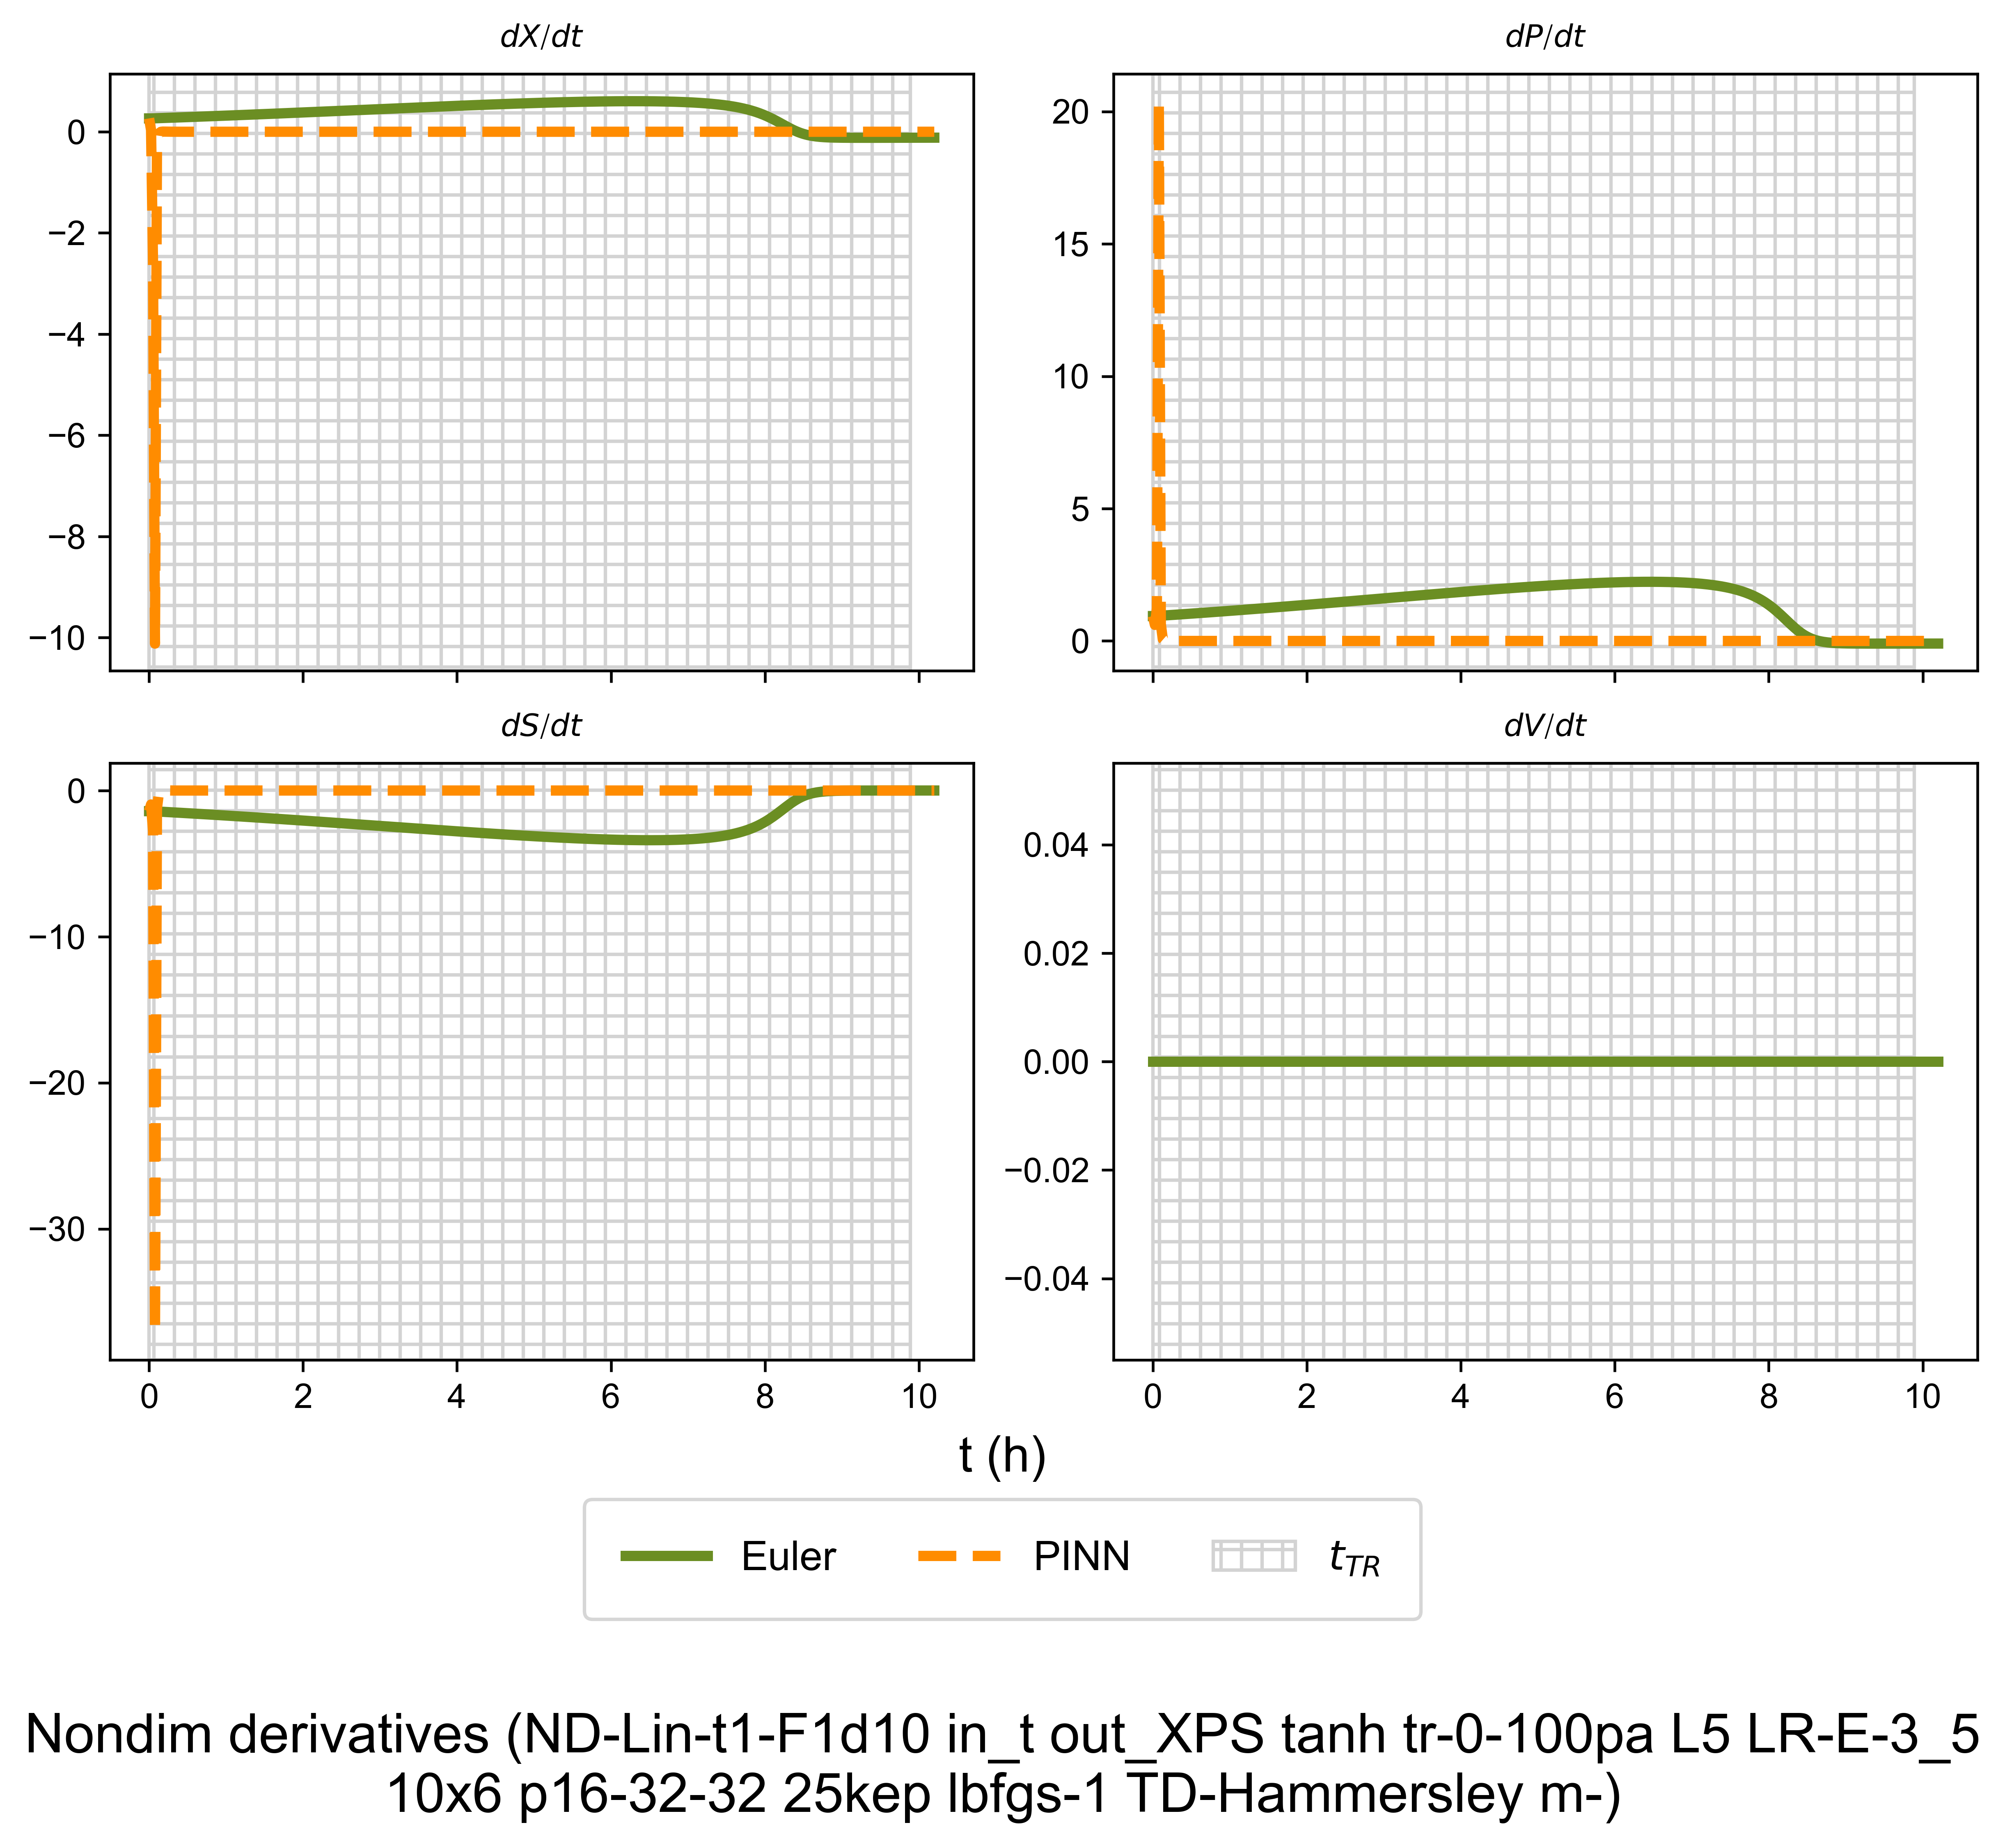 dX/dt
dP/dt
0
−2
−4
−6
−8
−10
20
15
10
5
0
dS/dt
dV/dt
0
−10
−20
−30
0.04
0.02
0.00
−0.02
−0.04
0 2 4 6 8 10
0 2 4 6 8 10
t (h)
Euler PINN t_TR
Nondim derivatives (ND-Lin-t1-F1d10 in_t out_XPS tanh tr-0-100pa L5 LR-E-3_5
10x6 p16-32-32 25kep lbfgs-1 TD-Hammersley m-)